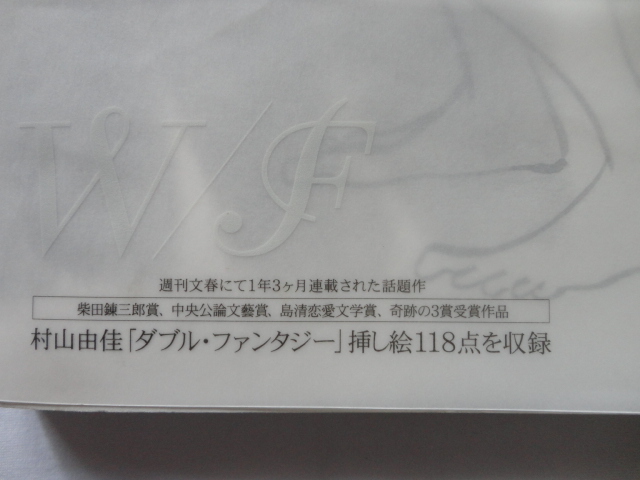 W/F
週刊文春にて1年3ヶ月連載された話題作
柴田錬三郎賞、中央公論文藝賞、島清恋愛文学賞、奇跡の3賞受賞作品
村山由佳「ダブル・ファンタジー」挿し絵118点を収録